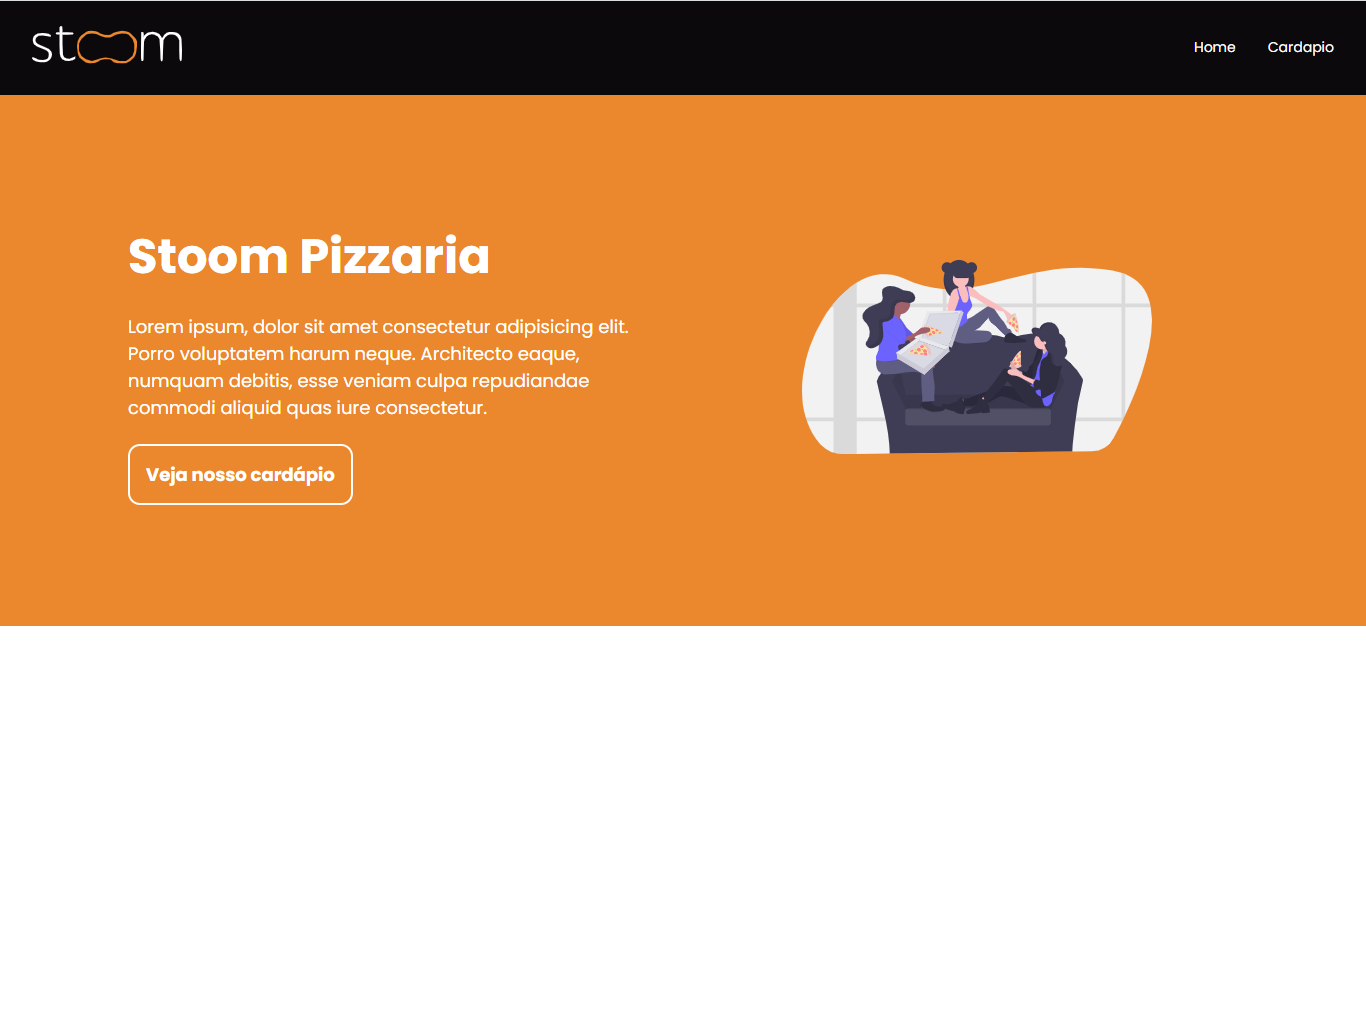 stoom
Home
Cardapio
Stoom Pizzaria
Lorem ipsum, dolor sit amet consectetur adipisicing elit.
Porro voluptatem harum neque. Architecto eaque,
numquam debitis, esse veniam culpa repudiandae
commodi aliquid quas iure consectetur.
Veja nosso cardápio